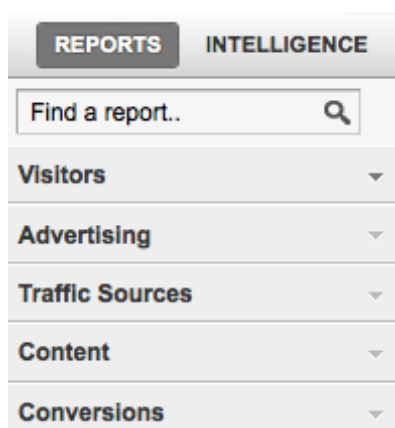 REPORTS INTELLIGENCE
Find a report..
Visitors
Advertising
Traffic Sources
Content
Conversions